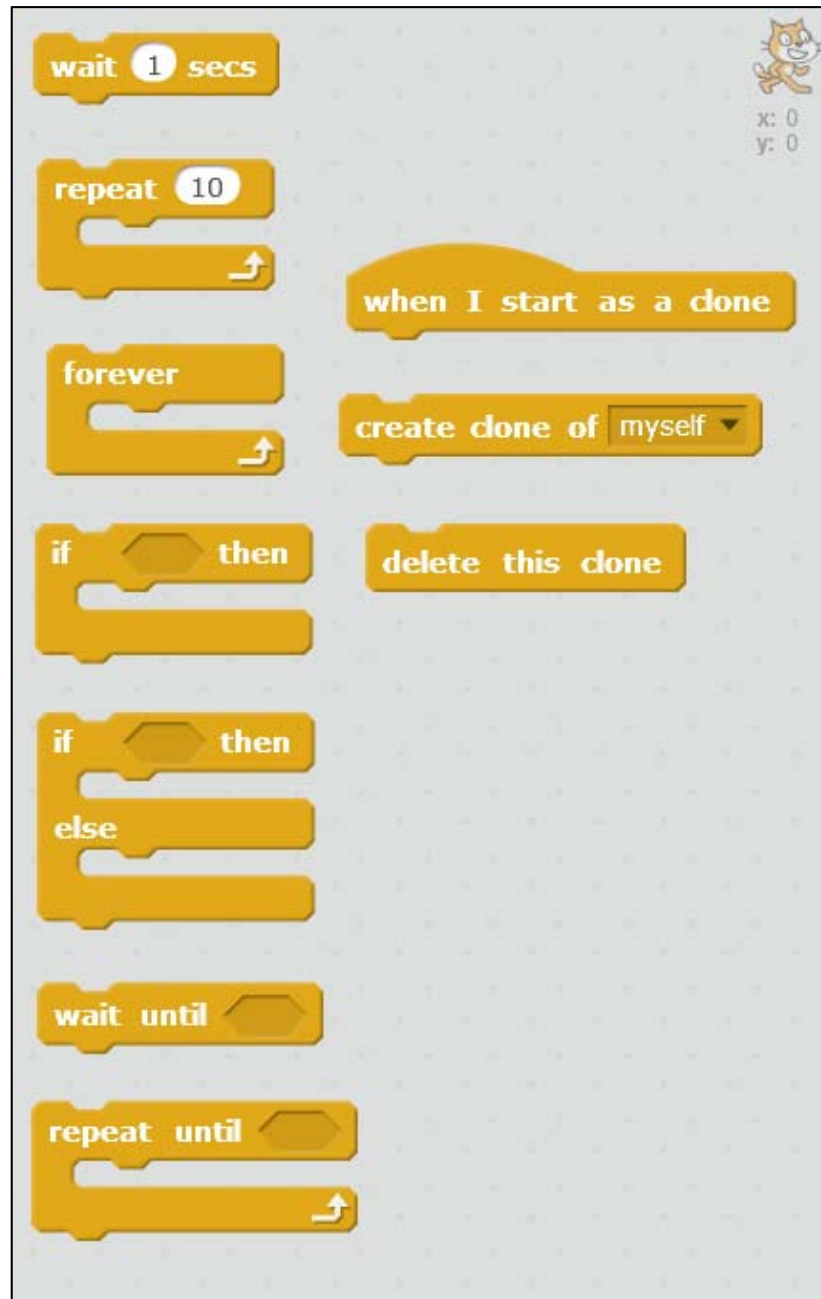 wait 1 secs
x: 0
y: 0
repeat 10
when I start as a clone
forever
create clone of myself
if then
delete this clone
if then
else
wait until
repeat until